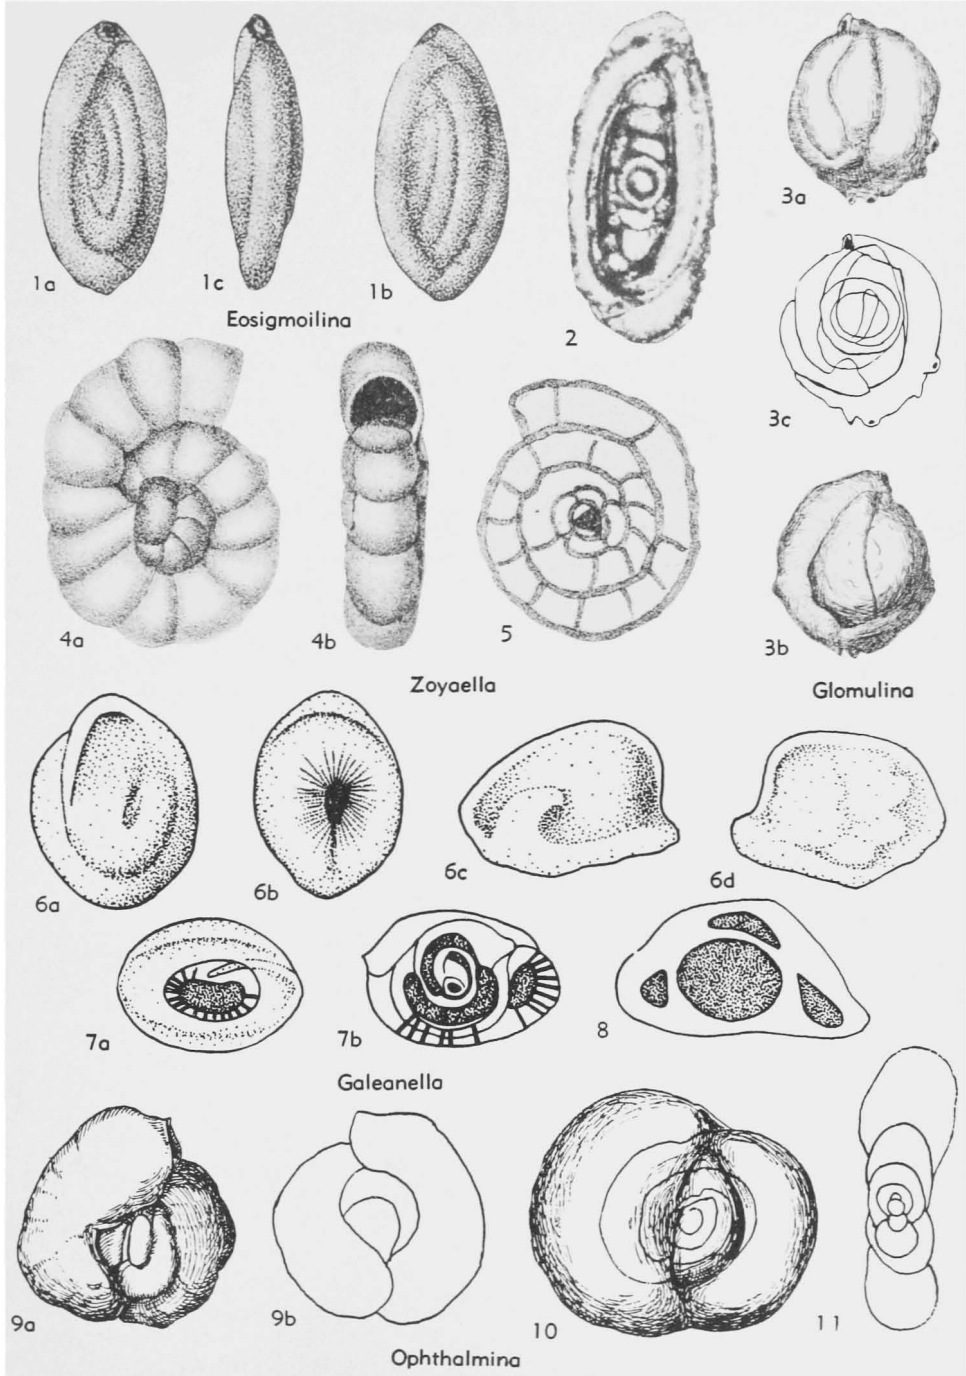 1a
1c
1b
Eosigmoilina
2
3a
3c
3b
Glomulina
4a
4b
5
Zoyaella
6a
6b
6c
6d
7a
7b
8
Galeanella
9a
9b
10
11
Ophthalmina